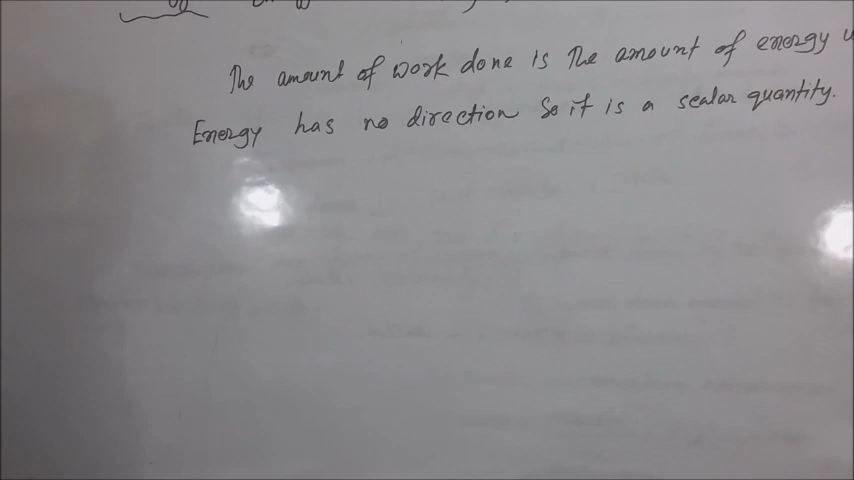 The amount of work done is The amount of energy
Energy has no direction So it is a scalar quantity.